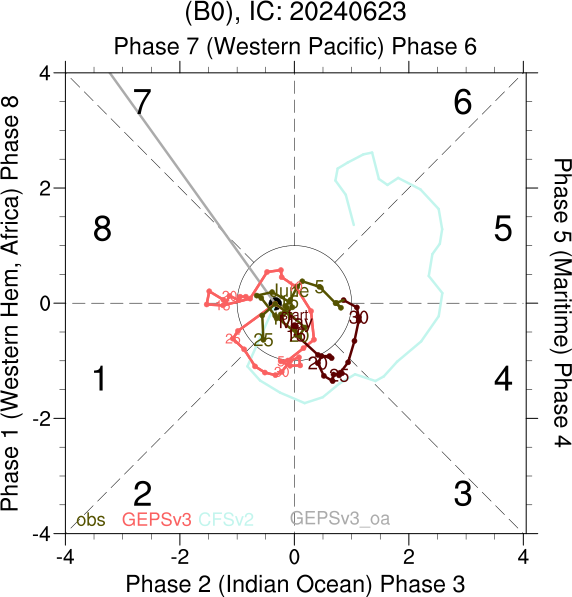 (B0), IC: 20240623
Phase 7 (Western Pacific) Phase 6
Phase 1 (Western Hem, Africa) Phase 8
Phase 5 (Maritime) Phase 4
4
2
0
-2
-4
7
6
8
5
1
4
2
3
June 5
30
25
20
25
May
obs GEPSv3 CFSv2 GEPSv3_oa
-4 -2 0 2 4
Phase 2 (Indian Ocean) Phase 3